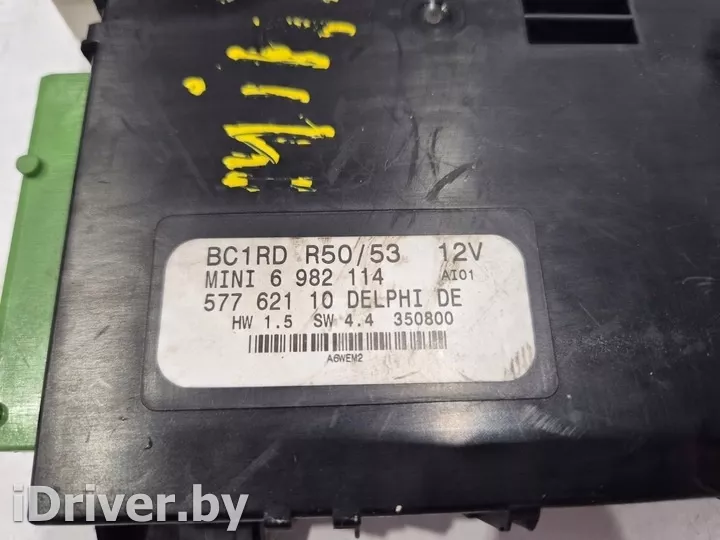 BC1RD R50/53 12V
MINI 6 982 114 AI01
577 621 10 DELPHI DE
HW 1.5 SW 4.4 350800
A6WEM2
iDriver.by